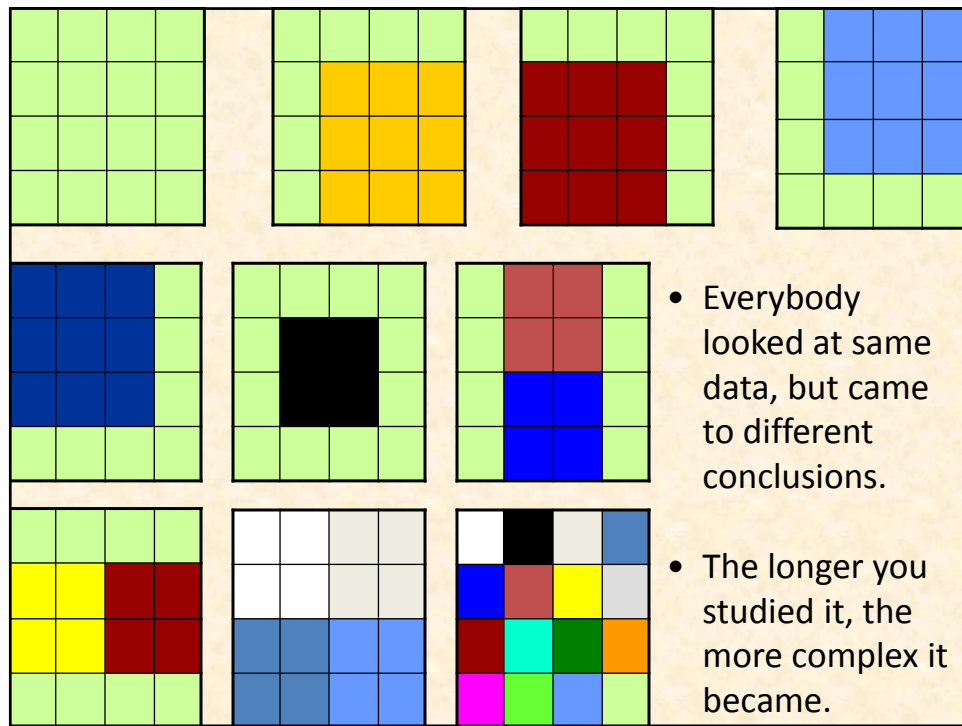 • Everybody
looked at same
data, but came
to different
conclusions.
• The longer you
studied it, the
more complex it
became.